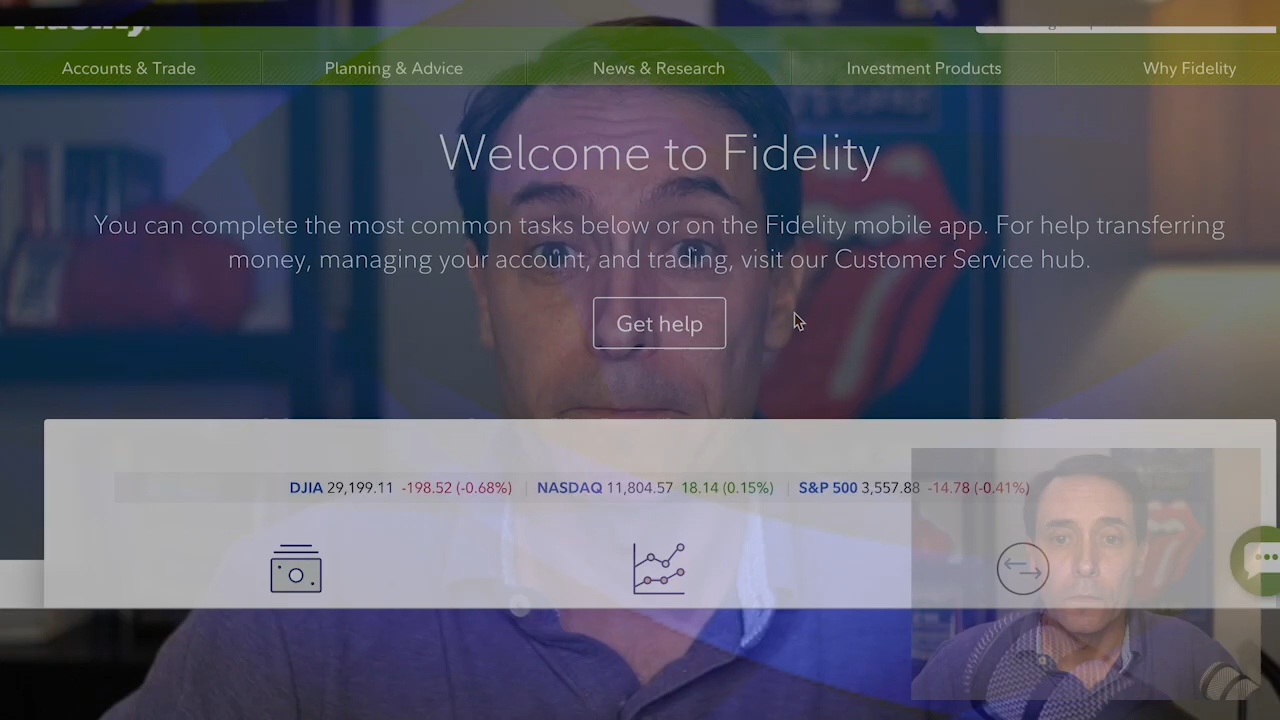 Fidelity
Accounts & Trade
Planning & Advice
News & Research
Investment Products
Why Fidelity
Welcome to Fidelity
You can complete the most common tasks below or on the Fidelity mobile app. For help transferring
money, managing your account, and trading, visit our Customer Service hub.
Get help
DJIA 29,199.11 -198.52 (-0.68%) NASDAQ 11,804.57 18.14 (0.15%) S&P 500 3,557.88 -14.78 (-0.41%)